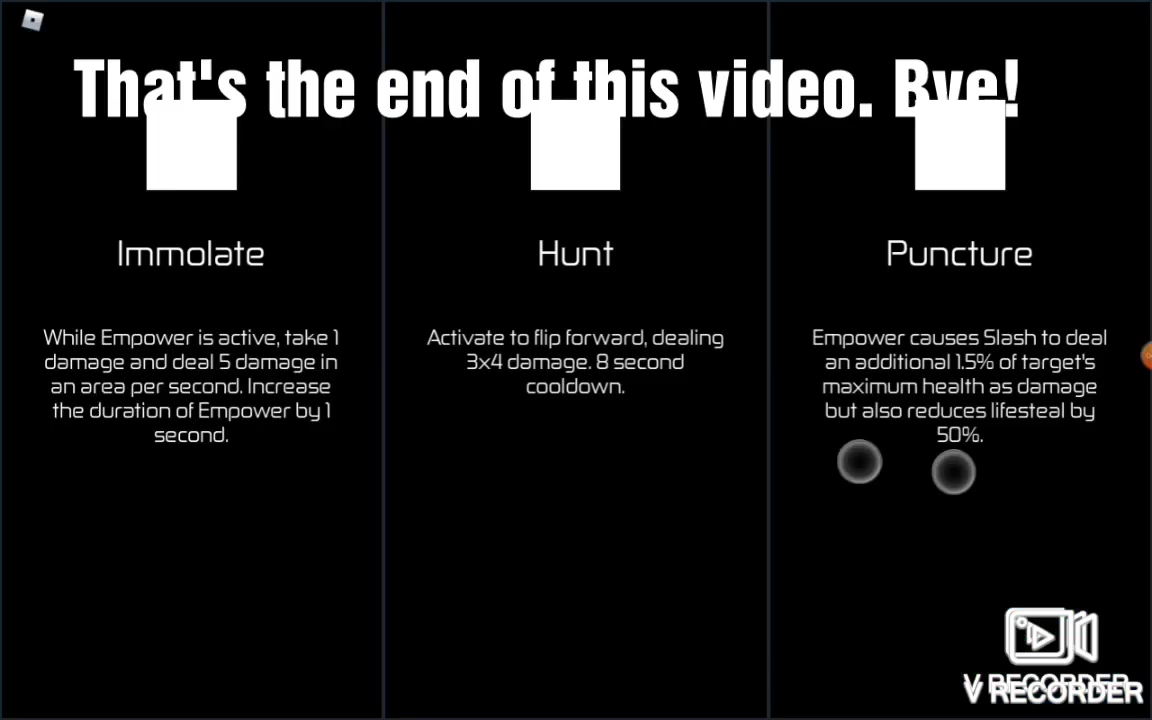 That's the end of this video. Bye!
Immolate
While Empower is active, take 1
damage and deal 5 damage in
an area per second. Increase
the duration of Empower by 1
second.
Hunt
Activate to flip forward, dealing
3x4 damage. 8 second
cooldown.
Puncture
Empower causes Slash to deal
an additional 1.5% of target's
maximum health as damage
but also reduces lifesteal by
50%.
V RECORDER
V RECORDER